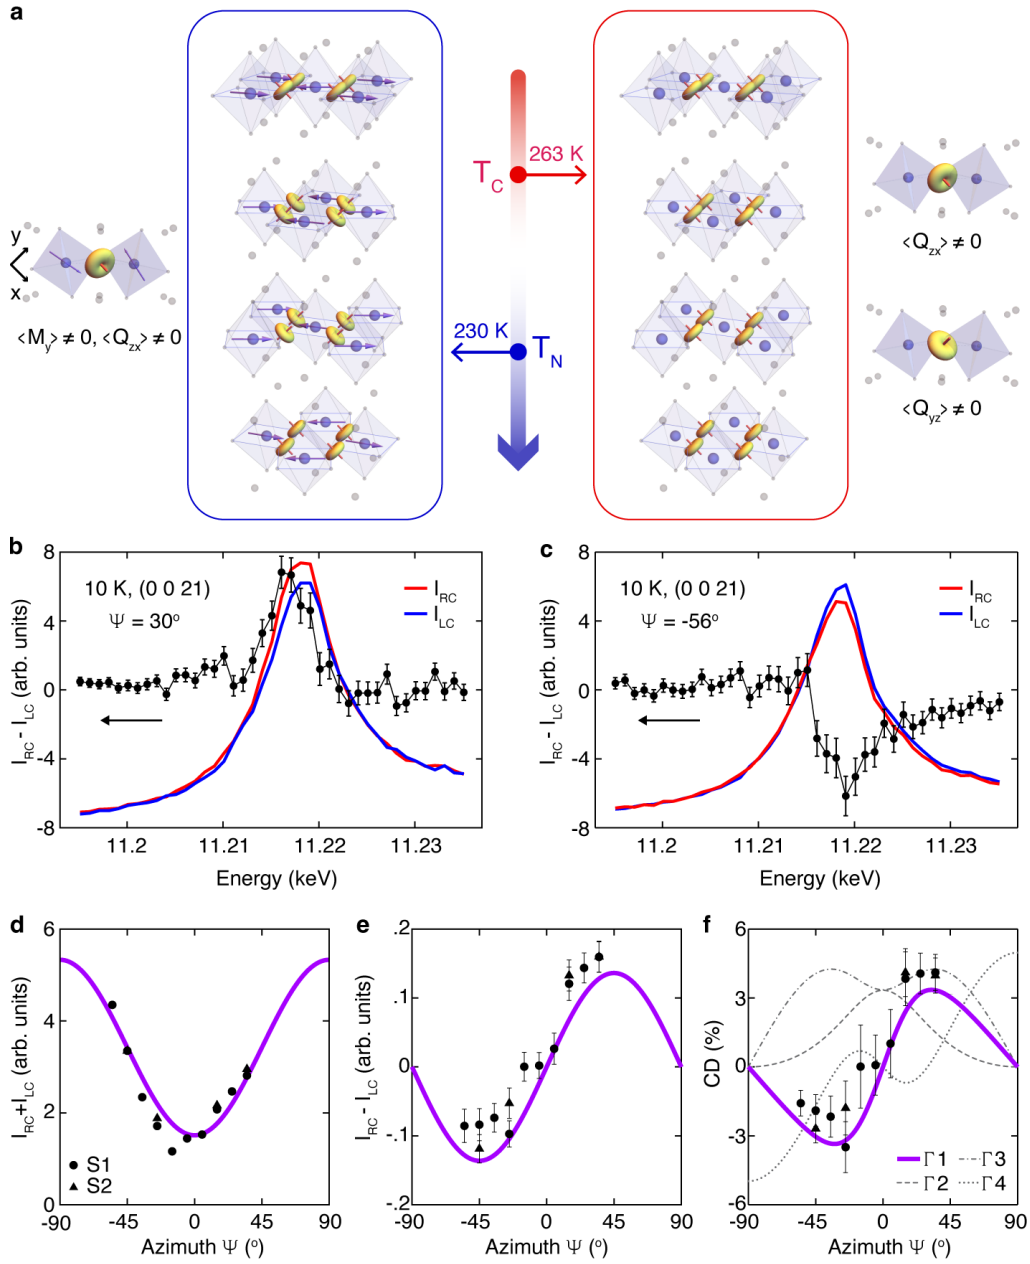 a
263 K
T_C
<Q_zx> ≠ 0
y
x
<M_y> ≠ 0, <Q_zx> ≠ 0
230 K
T_N
<Q_yz> ≠ 0
b
8
4
0
-4
-8
I_RC - I_LC (arb. units)
10 K, (0 0 21)
Ψ = 30°
I_RC
I_LC
11.2
11.21
11.22
11.23
Energy (keV)
c
8
4
0
-4
-8
I_RC - I_LC (arb. units)
10 K, (0 0 21)
Ψ = -56°
I_RC
I_LC
11.2
11.21
11.22
11.23
Energy (keV)
d
6
4
2
0
I_RC+I_LC (arb. units)
S1
S2
-90
-45
0
45
90
Azimuth Ψ (°)
e
.2
.1
0
-.1
-.2
I_RC - I_LC (arb. units)
-90
-45
0
45
90
Azimuth Ψ (°)
f
6
3
0
-3
-6
CD (%)
Γ1
Γ3
Γ2
Γ4
-90
-45
0
45
90
Azimuth Ψ (°)